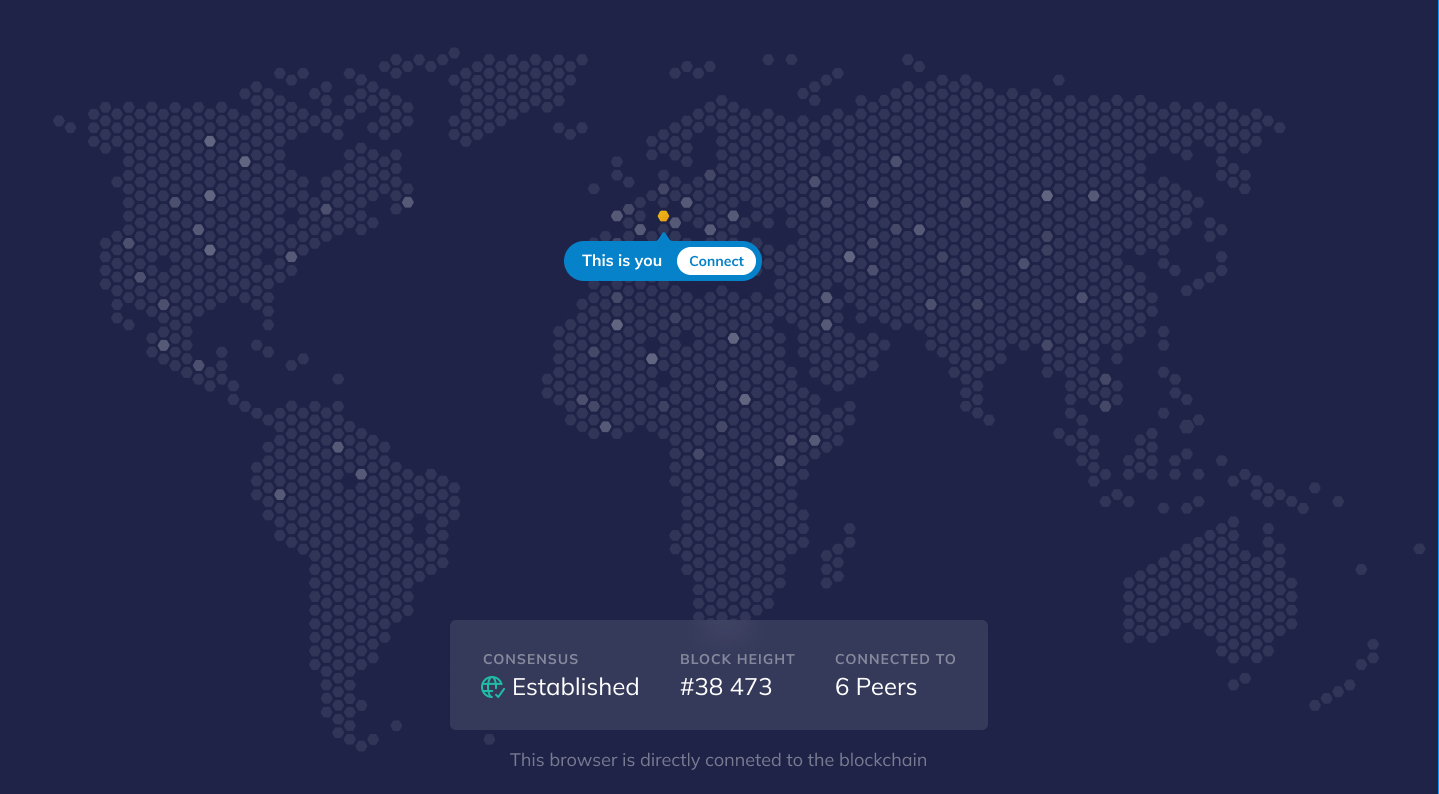 This is you Connect
CONSENSUS BLOCK HEIGHT CONNECTED TO
Established #38 473 6 Peers
This browser is directly conneted to the blockchain